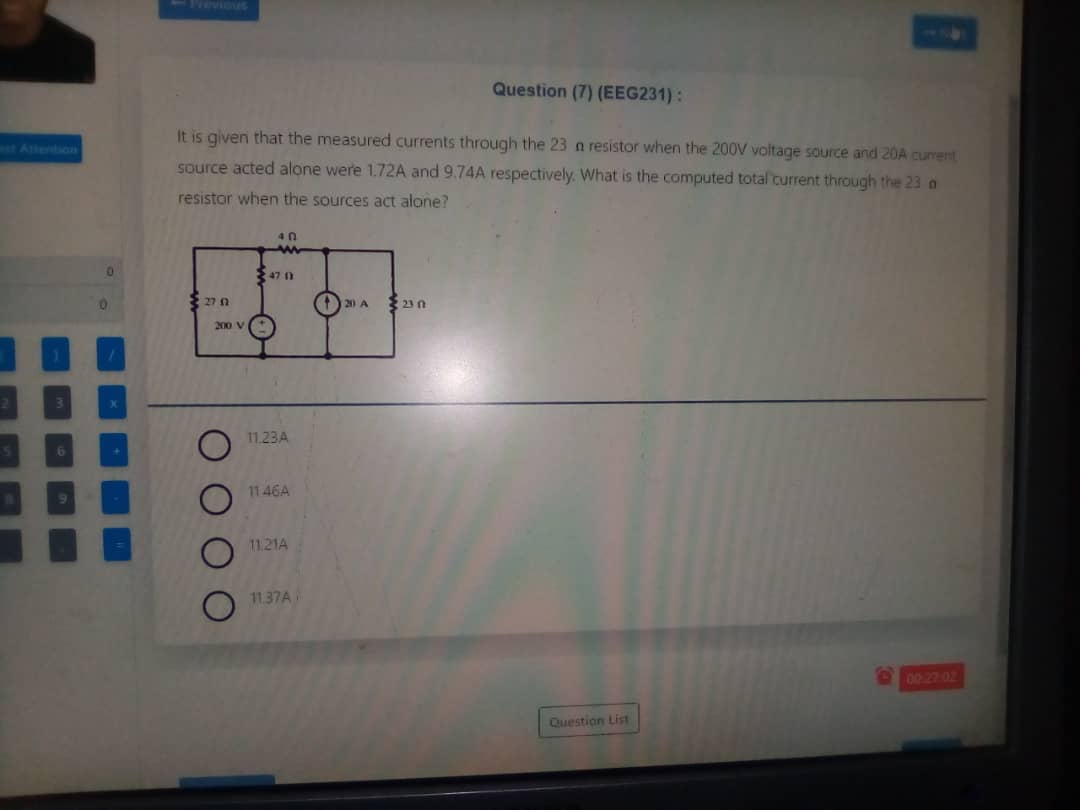 Previous
Question (7) (EEG231) :
Attention
It is given that the measured currents through the 23 n resistor when the 200V voltage source and 20A current
source acted alone were 1.72A and 9.74A respectively. What is the computed total current through the 23 n
resistor when the sources act alone?
4 Ω
47 Ω
27 Ω
20 A
23 Ω
200 V
0
0
1 /
2 3 x
5 6 +
8 9 -
. =
11.23A
11.46A
11.21A
11.37A
00:27:02
Question List